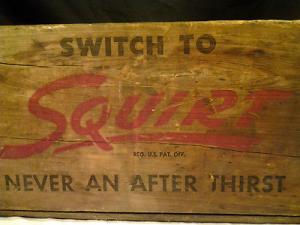 SWITCH TO
SQUIRT
REG. U.S. PAT. OFF.
NEVER AN AFTER THIRST